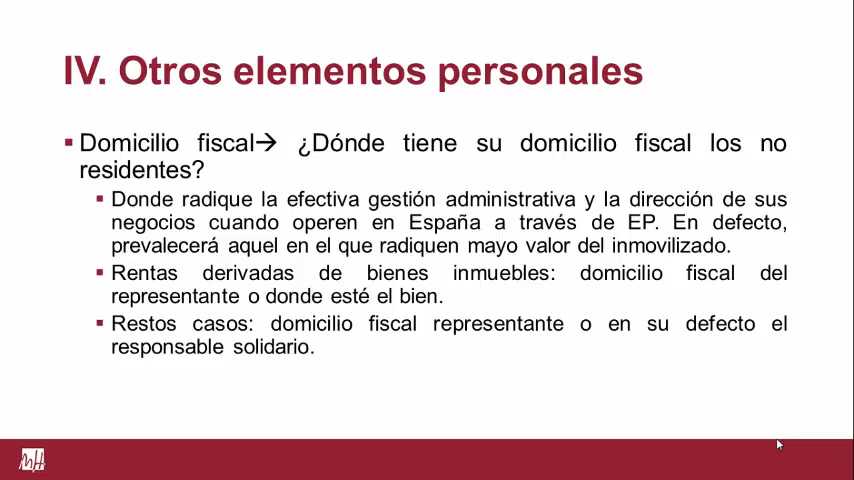 IV. Otros elementos personales
▪ Domicilio fiscal→ ¿Dónde tiene su domicilio fiscal los no
residentes?
▪ Donde radique la efectiva gestión administrativa y la dirección de sus
negocios cuando operen en España a través de EP. En defecto,
prevalecerá aquel en el que radiquen mayo valor del inmovilizado.
▪ Rentas derivadas de bienes inmuebles: domicilio fiscal del
representante o donde esté el bien.
▪ Restos casos: domicilio fiscal representante o en su defecto el
responsable solidario.